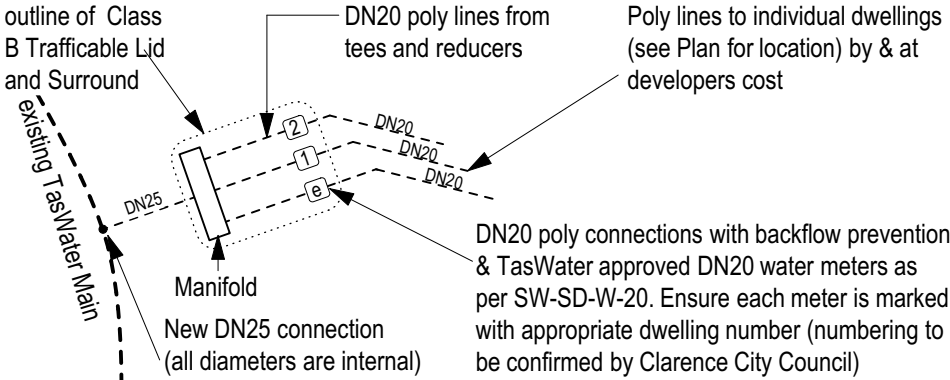 outline of Class
B Trafficable Lid
and Surround
DN20 poly lines from
tees and reducers
Poly lines to individual dwellings
(see Plan for location) by & at
developers cost
existing TasWater Main
DN25
2
1
e
DN20
DN20
DN20
Manifold
New DN25 connection
(all diameters are internal)
DN20 poly connections with backflow prevention
& TasWater approved DN20 water meters as
per SW-SD-W-20. Ensure each meter is marked
with appropriate dwelling number (numbering to
be confirmed by Clarence City Council)